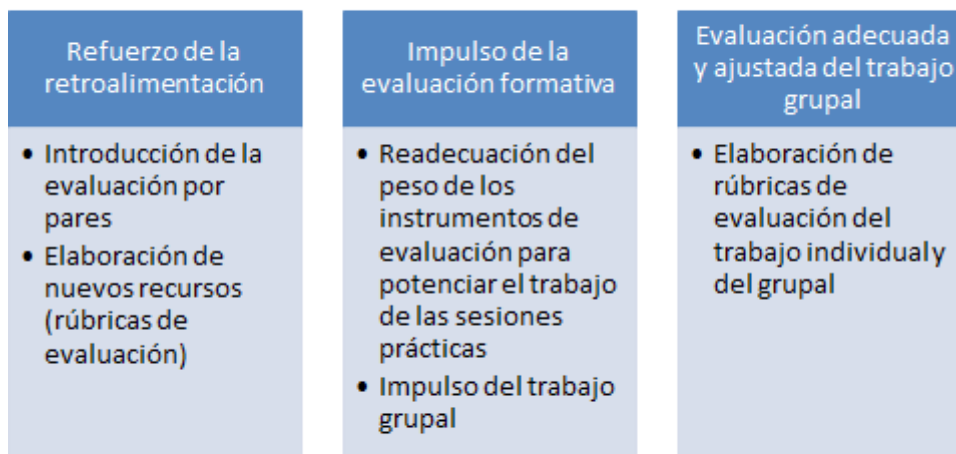 Refuerzo de la
retroalimentación
• Introducción de la
evaluación por
pares
• Elaboración de
nuevos recursos
(rúbricas de
evaluación)
Impulso de la
evaluación formativa
• Readecuación del
peso de los
instrumentos de
evaluación para
potenciar el trabajo
de las sesiones
prácticas
• Impulso del trabajo
grupal
Evaluación adecuada
y ajustada del trabajo
grupal
• Elaboración de
rúbricas de
evaluación del
trabajo individual y
del grupal